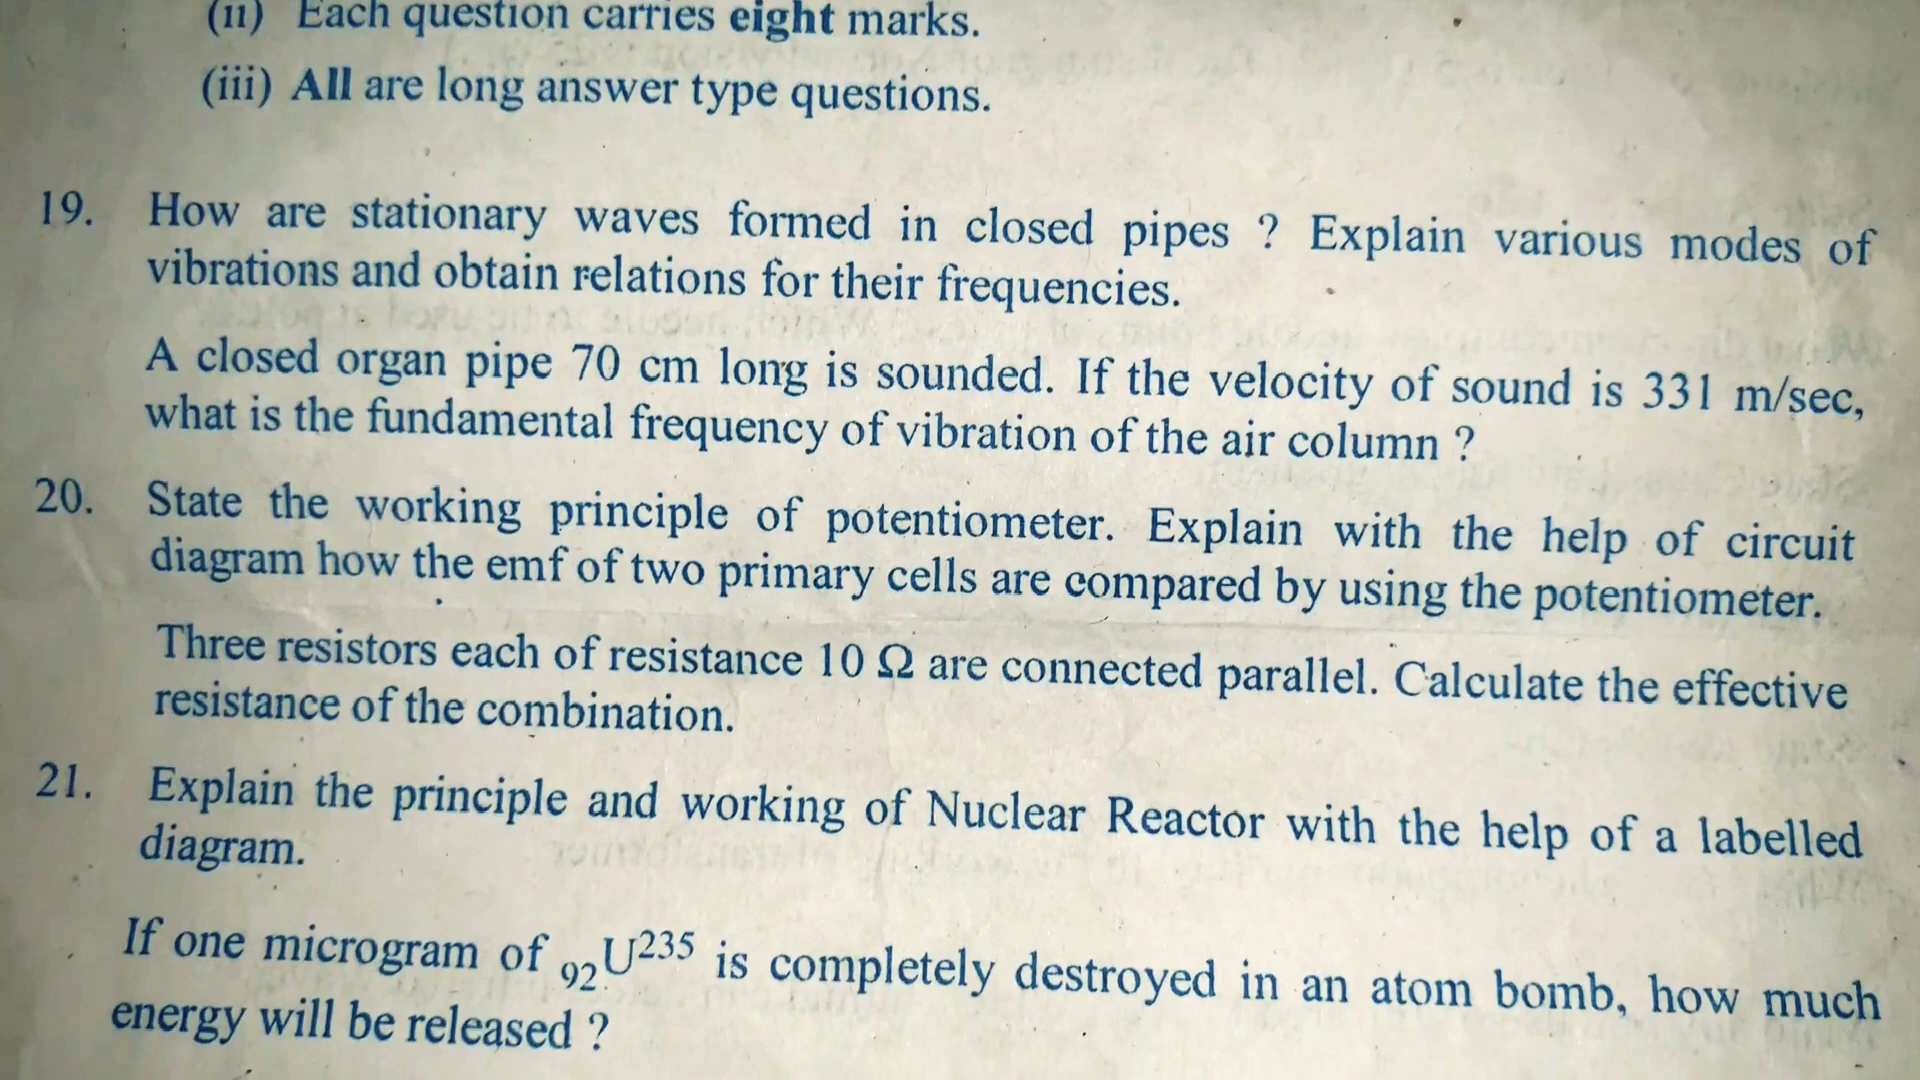 (ii) Each question carries eight marks.
(iii) All are long answer type questions.
19. How are stationary waves formed in closed pipes ? Explain various modes of
vibrations and obtain relations for their frequencies.
A closed organ pipe 70 cm long is sounded. If the velocity of sound is 331 m/sec,
what is the fundamental frequency of vibration of the air column ?
20. State the working principle of potentiometer. Explain with the help of circuit
diagram how the emf of two primary cells are compared by using the potentiometer.
Three resistors each of resistance 10 Ω are connected parallel. Calculate the effective
resistance of the combination.
21. Explain the principle and working of Nuclear Reactor with the help of a labelled
diagram.
If one microgram of ₉₂U²³⁵ is completely destroyed in an atom bomb, how much
energy will be released ?